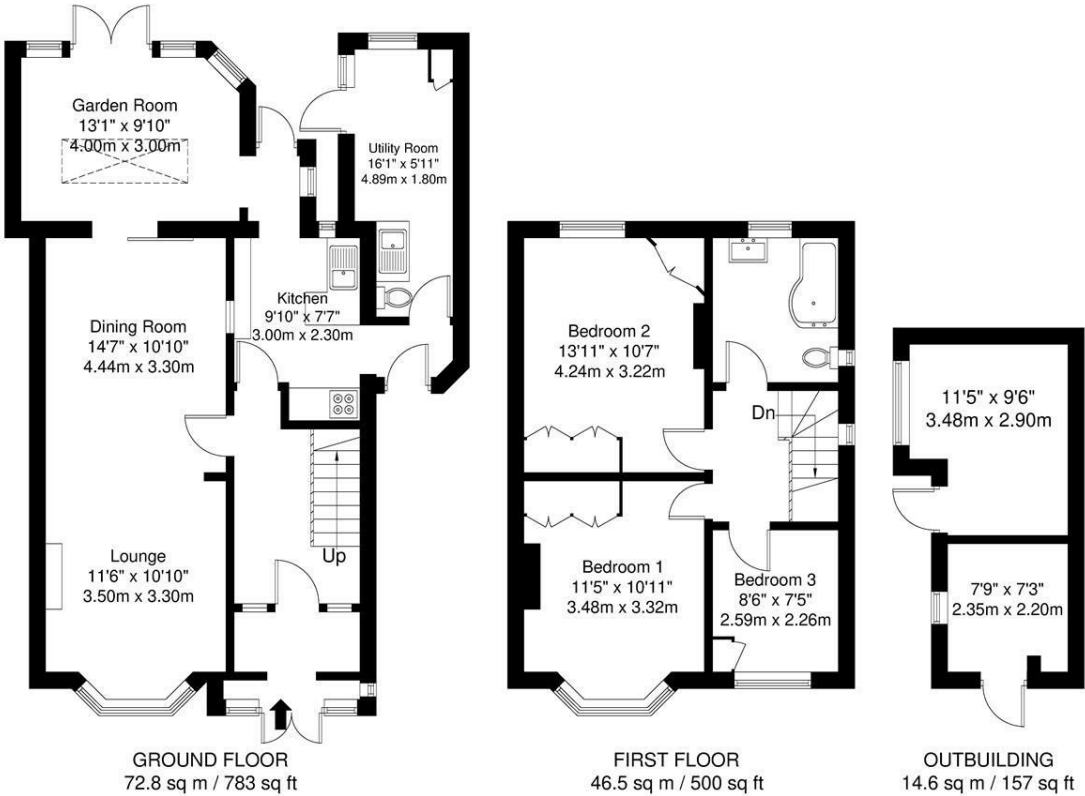 Garden Room
13'1" x 9'10"
4.00m x 3.00m
Utility Room
16'1" x 5'11"
4.89m x 1.80m
Kitchen
9'10" x 7'7"
3.00m x 2.30m
Dining Room
14'7" x 10'10"
4.44m x 3.30m
Up
Lounge
11'6" x 10'10"
3.50m x 3.30m
GROUND FLOOR
72.8 sq m / 783 sq ft
Bedroom 2
13'11" x 10'7"
4.24m x 3.22m
Dn
Bedroom 1
11'5" x 10'11"
3.48m x 3.32m
Bedroom 3
8'6" x 7'5"
2.59m x 2.26m
FIRST FLOOR
46.5 sq m / 500 sq ft
11'5" x 9'6"
3.48m x 2.90m
7'9" x 7'3"
2.35m x 2.20m
OUTBUILDING
14.6 sq m / 157 sq ft